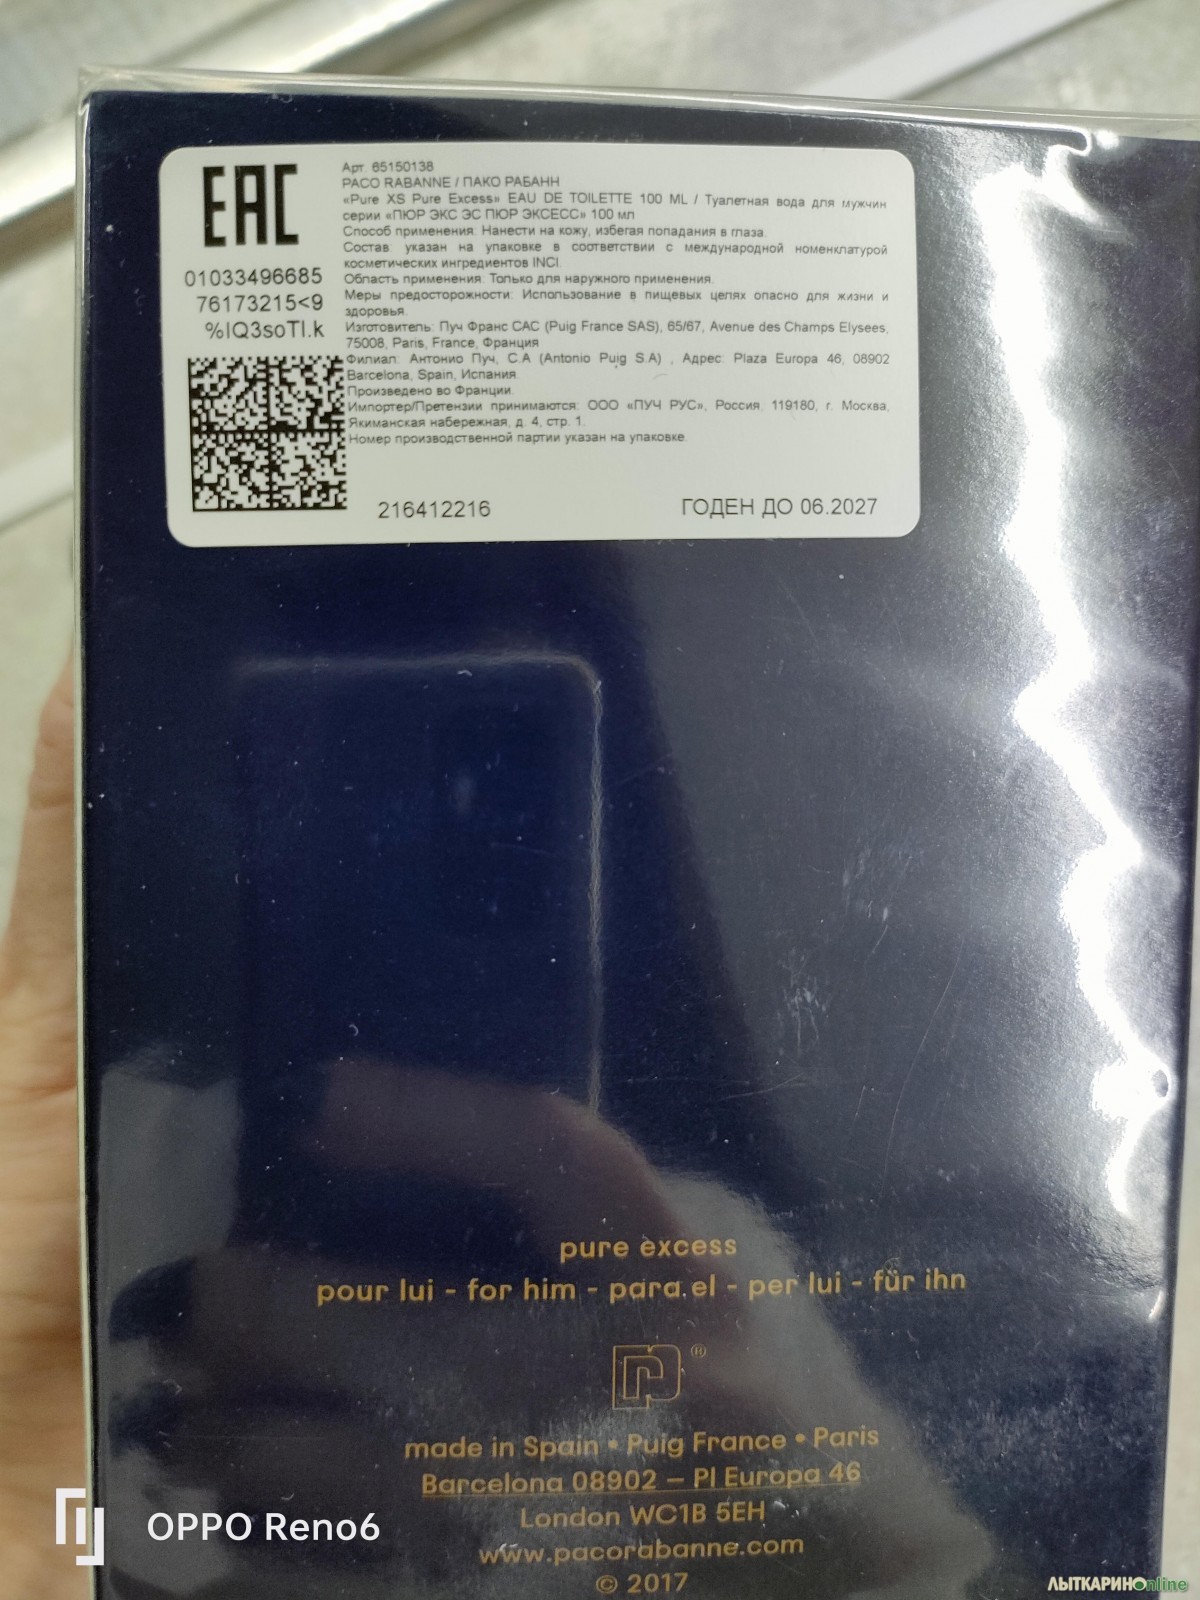 EAC
01033496685
76173215<9
%IQ3soTl.k
Арт. 65150138
PACO RABANNE / ПАКО РАБАНН
«Pure XS Pure Excess» EAU DE TOILETTE 100 ML / Туалетная вода для мужчин
серии «ПЮР ЭКС ЭС ПЮР ЭКСЕСС» 100 мл
Способ применения: Нанести на кожу, избегая попадания в глаза.
Состав указан на упаковке в соответствии с международной номенклатурой
косметических ингредиентов INCI.
Область применения: Только для наружного применения.
Меры предосторожности: Использование в пищевых целях опасно для жизни и
здоровья.
Изготовитель: Пуч Франс САС (Puig France SAS), 65/67, Avenue des Champs Elysees,
75008, Paris, France, Франция
Филиал: Антонио Пуч, С.А (Antonio Puig S.A) , Адрес: Plaza Europa 46, 08902
Barcelona, Spain, Испания.
Произведено во Франции.
Импортер/Претензии принимаются: ООО «ПУЧ РУС», Россия, 119180, г. Москва,
Якиманская набережная, д. 4, стр. 1.
Номер производственной партии указан на упаковке.
216412216 ГОДЕН ДО 06.2027
pure excess
pour lui - for him - para el - per lui - für ihn
®
made in Spain • Puig France • Paris
Barcelona 08902 – Pl Europa 46
London WC1B 5EH
www.pacorabanne.com
© 2017
OPPO Reno6
ЛЫТКАРИНОonline